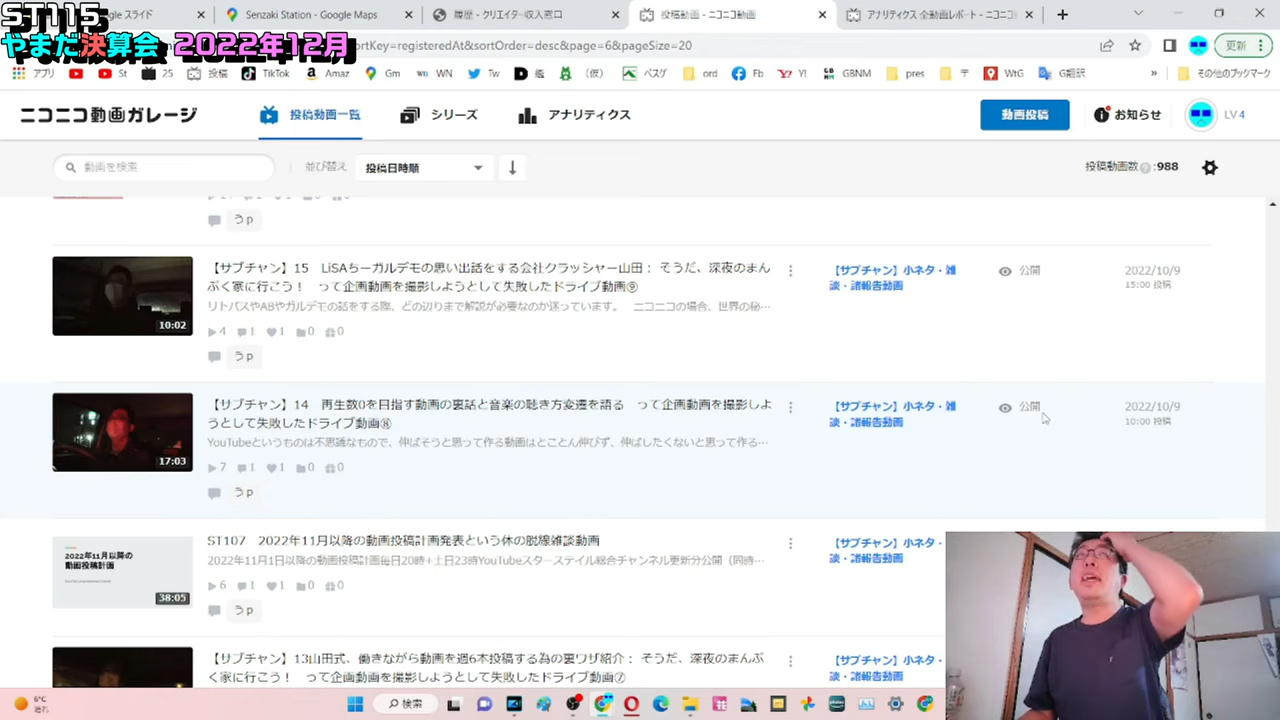 ST115
gle スライド
Senzaki Station - Google Maps
履歴 - クリエイター収入窓口
投稿動画 - ニコニコ動画
アナリティクス 全動画レポート - ニコニコ
やまだ決算会 2022年12月
ortKey=registeredAt&sortOrder=desc&page=6&pageSize=20
更新
アプリ
St
25
投稿
TikTok
Amaz
Gm
WN
Tw
艦
(仮)
ベスゲ
ord
Fb
Y!
GBNM
pres
〒
WtG
G翻訳
»
その他のブックマーク
ニコニコ動画ガレージ
投稿動画一覧
シリーズ
アナリティクス
動画投稿
お知らせ
LV 4
動画を検索
並び替え
投稿日時順
投稿動画数 :988
うp
【サブチャン】15 LiSAちーガルデモの思い出話をする会社クラッシャー山田： そうだ、深夜のまん
ぶく家に行こう！ って企画動画を撮影しようとして失敗したドライブ動画⑨
リトバスやABやガルデモの話をする際、どの辺りまで解説が必要なのか迷っています。 ニコニコの場合、世界の秘…
10:02
4 1 1 0 0
うp
【サブチャン】小ネタ・雑
談・諸報告動画
公開
2022/10/9
15:00 投稿
【サブチャン】14 再生数0を目指す動画の裏話と音楽の聴き方変遷を語る って企画動画を撮影しよ
うとして失敗したドライブ動画⑧
YouTubeというものは不思議なもので、伸ばそうと思って作る動画はとことん伸びず、伸ばしたくないと思って作る…
17:03
7 1 1 0 0
うp
【サブチャン】小ネタ・雑
談・諸報告動画
公開
2022/10/9
10:00 投稿
ST107 2022年11月以降の動画投稿計画発表という体の脱線雑談動画
2022年11月1日以降の動画投稿計画毎日20時＋土日23時YouTubeスターステイル総合チャンネル更新分公開（同時…
2022年11月以降の
動画投稿計画
38:05
6 1 1 0 0
うp
【サブチャン】小ネタ・
談・諸報告動画
【サブチャン】13山田式、働きながら動画を週6本投稿する為の裏ワザ紹介： そうだ、深夜のまんぷ
く家に行こう！ って企画動画を撮影しようとして失敗したドライブ動画⑦
【サブチャン】小ネタ・
談・諸報告動画
6°C
晴れ
検索